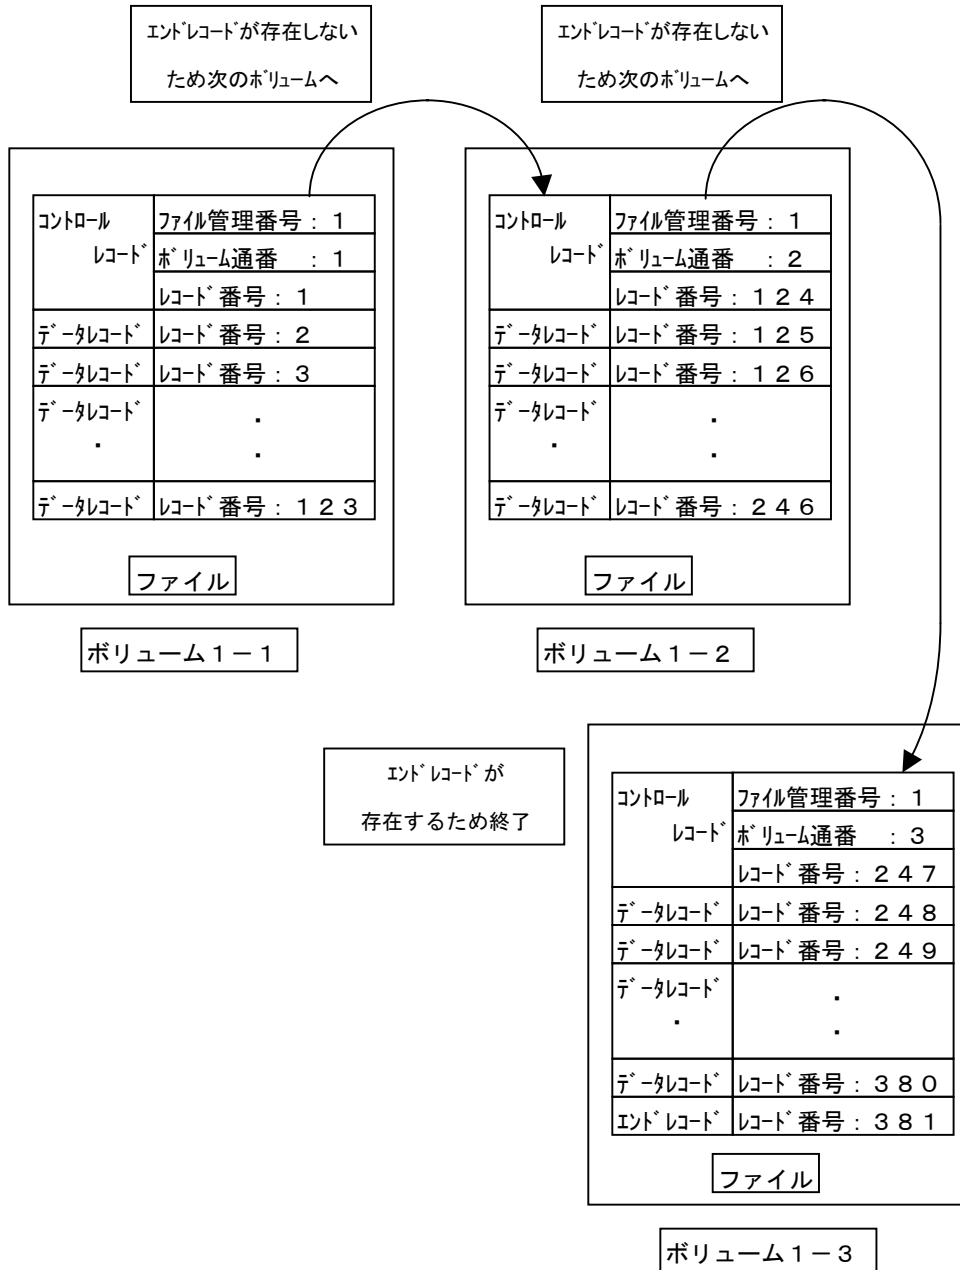 ｴﾝﾄﾞﾚｺｰﾄﾞが存在しない
ため次のﾎﾞﾘｭｰﾑへ
ｴﾝﾄﾞﾚｺｰﾄﾞが存在しない
ため次のﾎﾞﾘｭｰﾑへ
ｺﾝﾄﾛｰﾙ
ﾚｺｰﾄﾞ
ﾌｧｲﾙ管理番号：１
ﾎﾞﾘｭｰﾑ通番　：１
ﾚｺｰﾄﾞ番号：１
ﾃﾞｰﾀﾚｺｰﾄﾞ ﾚｺｰﾄﾞ番号：２
ﾃﾞｰﾀﾚｺｰﾄﾞ ﾚｺｰﾄﾞ番号：３
ﾃﾞｰﾀﾚｺｰﾄﾞ ・
・ ・
ﾃﾞｰﾀﾚｺｰﾄﾞ ﾚｺｰﾄﾞ番号：１２３
ファイル
ボリューム１－１
ｺﾝﾄﾛｰﾙ
ﾚｺｰﾄﾞ
ﾌｧｲﾙ管理番号：１
ﾎﾞﾘｭｰﾑ通番　：２
ﾚｺｰﾄﾞ番号：１２４
ﾃﾞｰﾀﾚｺｰﾄﾞ ﾚｺｰﾄﾞ番号：１２５
ﾃﾞｰﾀﾚｺｰﾄﾞ ﾚｺｰﾄﾞ番号：１２６
ﾃﾞｰﾀﾚｺｰﾄﾞ ・
・ ・
ﾃﾞｰﾀﾚｺｰﾄﾞ ﾚｺｰﾄﾞ番号：２４６
ファイル
ボリューム１－２
ｴﾝﾄﾞﾚｺｰﾄﾞが
存在するため終了
ｺﾝﾄﾛｰﾙ
ﾚｺｰﾄﾞ
ﾌｧｲﾙ管理番号：１
ﾎﾞﾘｭｰﾑ通番　：３
ﾚｺｰﾄﾞ番号：２４７
ﾃﾞｰﾀﾚｺｰﾄﾞ ﾚｺｰﾄﾞ番号：２４８
ﾃﾞｰﾀﾚｺｰﾄﾞ ﾚｺｰﾄﾞ番号：２４９
ﾃﾞｰﾀﾚｺｰﾄﾞ ・
・ ・
ﾃﾞｰﾀﾚｺｰﾄﾞ ﾚｺｰﾄﾞ番号：３８０
ｴﾝﾄﾞﾚｺｰﾄﾞ ﾚｺｰﾄﾞ番号：３８１
ファイル
ボリューム１－３